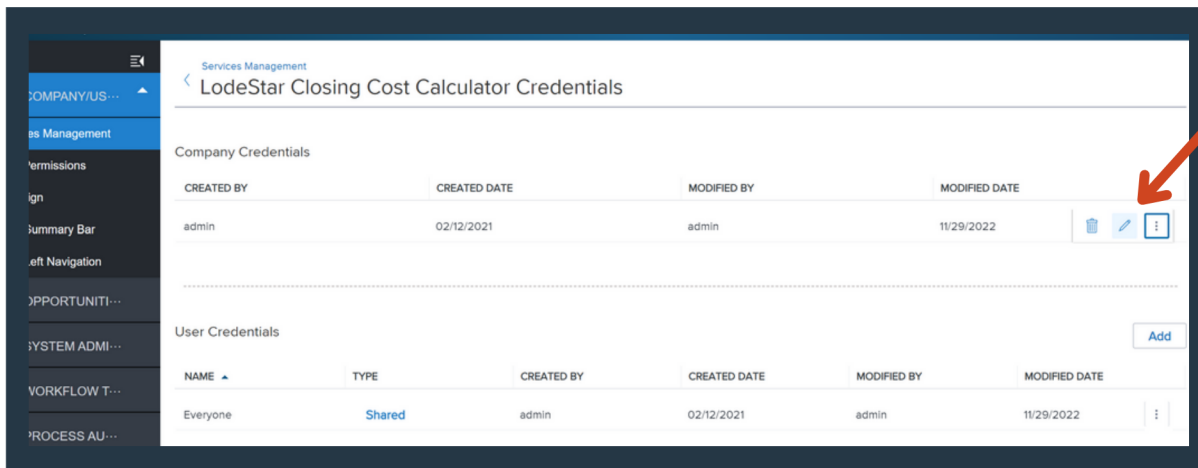 Services Management
LodeStar Closing Cost Calculator Credentials
COMPANY/US...
es Management
ermissions
ign
Summary Bar
eft Navigation
OPPORTUNITI...
SYSTEM ADMI...
WORKFLOW T...
PROCESS AU...
Company Credentials
CREATED BY CREATED DATE MODIFIED BY MODIFIED DATE
admin 02/12/2021 admin 11/29/2022
User Credentials
Add
NAME TYPE CREATED BY CREATED DATE MODIFIED BY MODIFIED DATE
Everyone Shared admin 02/12/2021 admin 11/29/2022